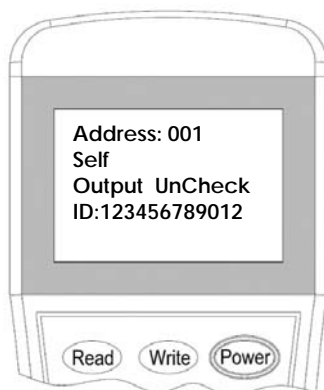 Address: 001
Self
Output UnCheck
ID:123456789012
Read Write Power